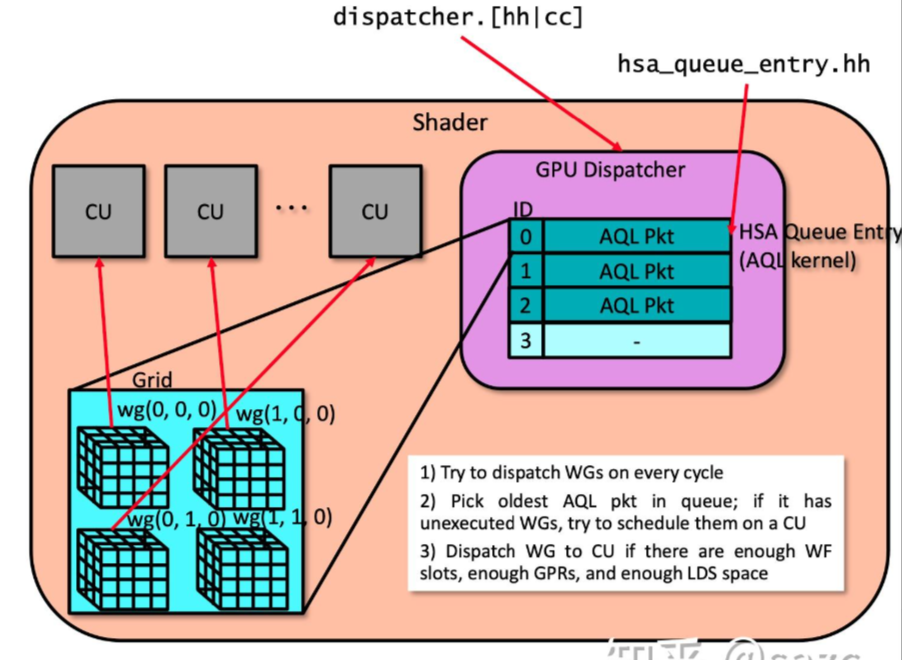 dispatcher.[hh|cc]
hsa_queue_entry.hh
Shader
GPU Dispatcher
CU
CU
...
CU
ID
0 AQL Pkt
HSA Queue Entry
1 AQL Pkt
(AQL kernel)
2 AQL Pkt
3 -
Grid
wg(0, 0, 0)
wg(1, 0, 0)
wg(0, 1, 0)
wg(1, 1, 0)
1) Try to dispatch WGs on every cycle
2) Pick oldest AQL pkt in queue; if it has
unexecuted WGs, try to schedule them on a CU
3) Dispatch WG to CU if there are enough WF
slots, enough GPRs, and enough LDS space